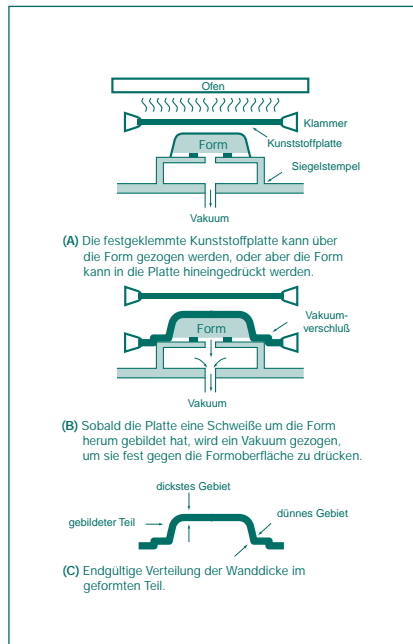 Ofen
Klammer
Kunststoffplatte
Form
Siegelstempel
Vakuum
(A) Die festgeklemmte Kunststoffplatte kann über
die Form gezogen werden, oder aber die Form
kann in die Platte hineingedrückt werden.
Vakuum-
verschluß
Form
Vakuum
(B) Sobald die Platte eine Schweiße um die Form
herum gebildet hat, wird ein Vakuum gezogen,
um sie fest gegen die Formoberfläche zu drücken.
dickstes Gebiet
gebildeter Teil
dünnes Gebiet
(C) Endgültige Verteilung der Wanddicke im
geformten Teil.